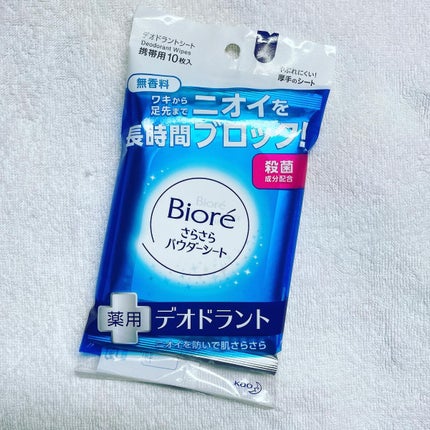 デオドラントシート
Deodorant Wipes
携帯用10枚入
やぶれにくい!
厚手のシート
無香料
ワキから
足先まで
ニオイを
長時間ブロック!
殺菌
成分配合
Bioré
Bioré
さらさら
パウダーシート
薬用
デオドラント
ニオイを防いで肌さらさら
Kao